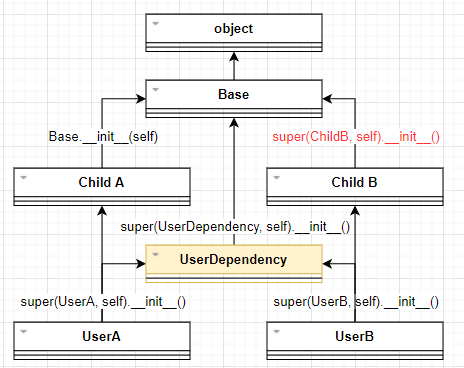 object
Base
Base.__init__(self)
super(ChildB, self).__init__()
Child A
Child B
super(UserDependency, self).__init__()
UserDependency
super(UserA, self).__init__()
super(UserB, self).__init__()
UserA
UserB